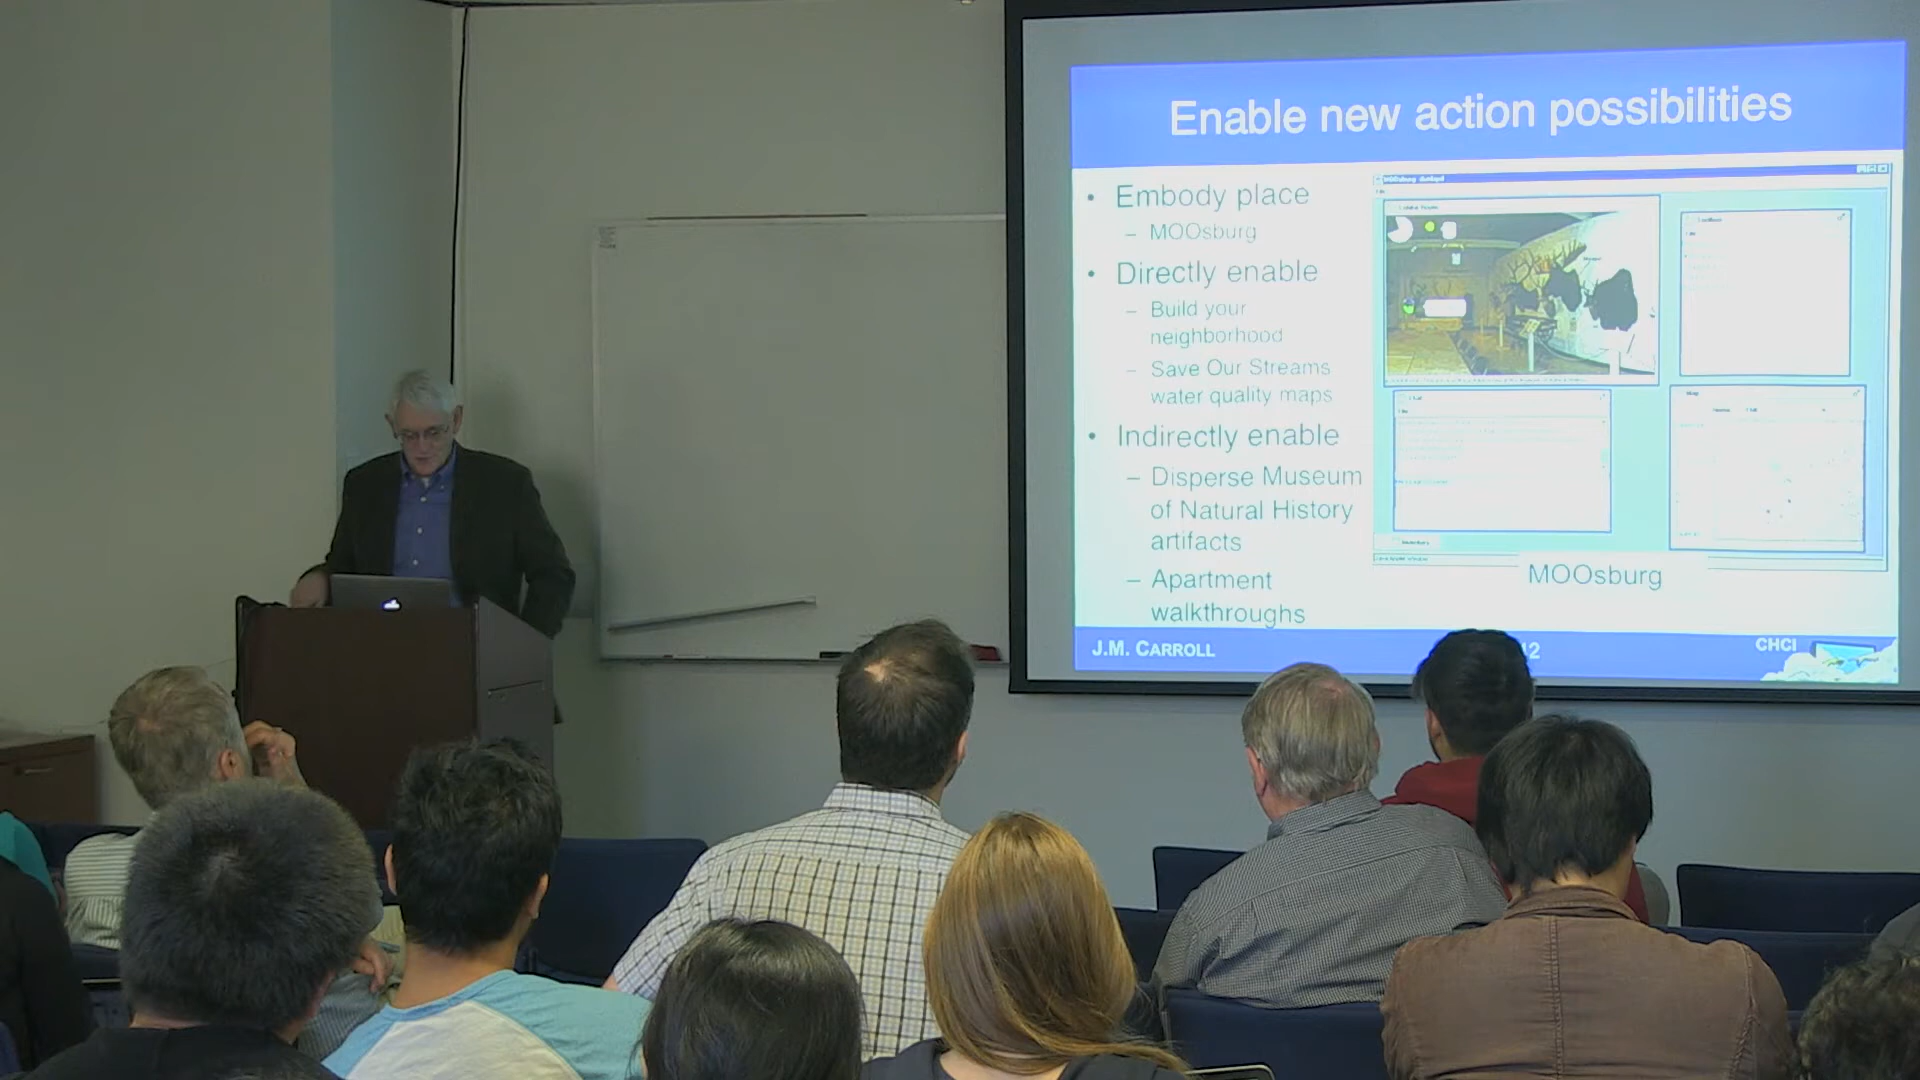 Enable new action possibilities
• Embody place
– MOOsburg
• Directly enable
– Build your
neighborhood
– Save Our Streams
water quality maps
• Indirectly enable
– Disperse Museum
of Natural History
artifacts
– Apartment
walkthroughs
MOOsburg
J.M. CARROLL
12
CHCI